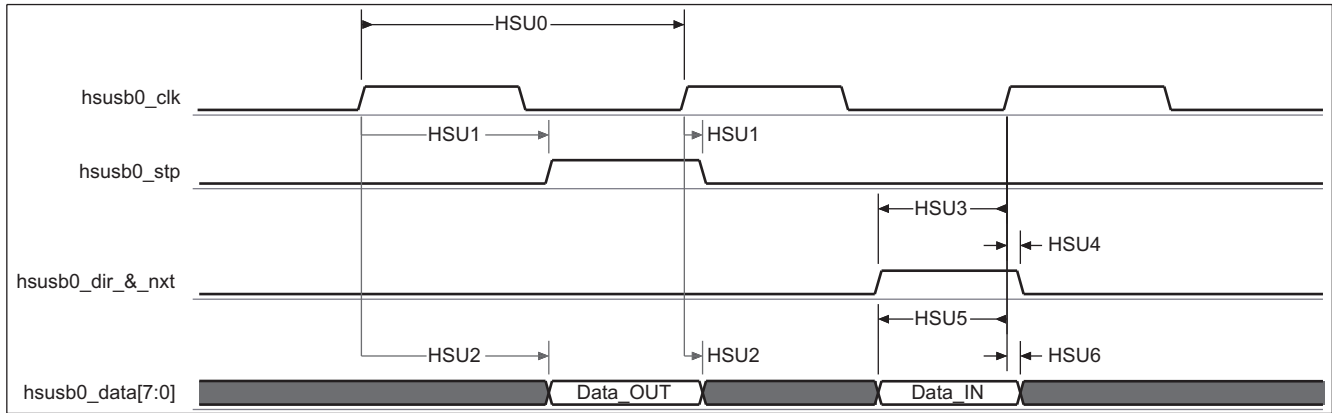 HSU0
hsusb0_clk
HSU1 HSU1
hsusb0_stp
HSU3
HSU4
hsusb0_dir_&_nxt
HSU5
HSU2 HSU2 HSU6
hsusb0_data[7:0] Data_OUT Data_IN